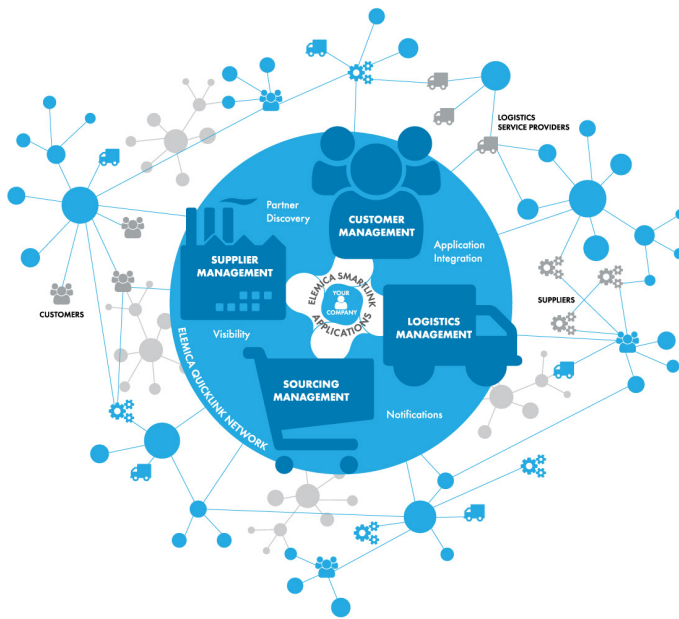 LOGISTICS
SERVICE PROVIDERS
Partner
Discovery
CUSTOMER
MANAGEMENT
Application
Integration
SUPPLIER
MANAGEMENT
ELEMICA SMARTLINK
APPLICATIONS
YOUR
COMPANY
CUSTOMERS
SUPPLIERS
LOGISTICS
MANAGEMENT
Visibility
SOURCING
MANAGEMENT
Notifications
ELEMICA QUICKLINK NETWORK